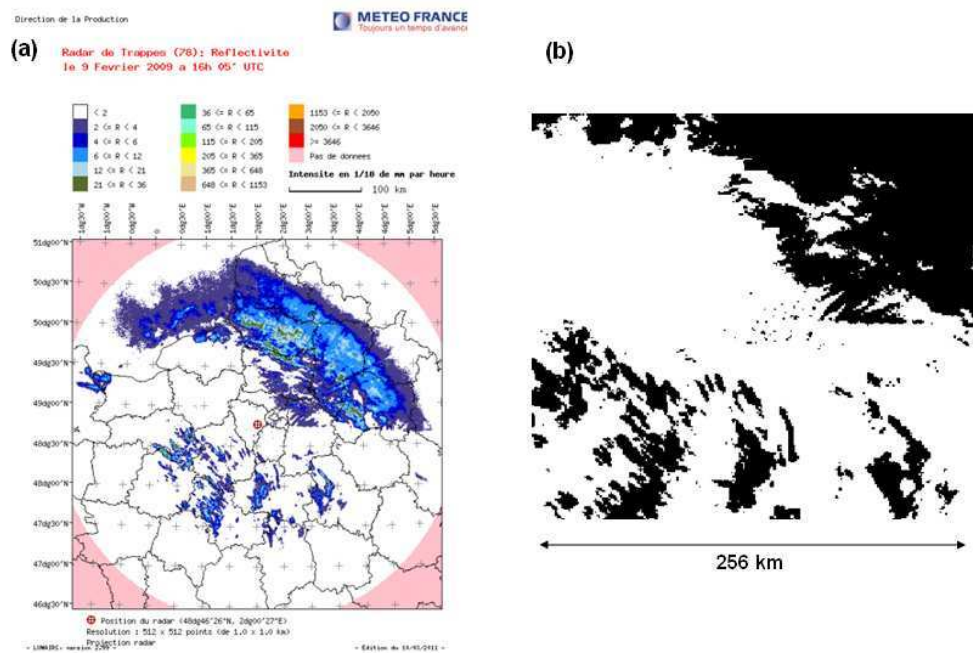 Direction de la Production
METEO FRANCE
Toujours un temps d'avance
(a)
(b)
Radar de Trappes (78): Reflectivite
le 9 Fevrier 2009 a 16h 05' UTC
< 2
2 <= R < 4
4 <= R < 6
6 <= R < 12
12 <= R < 21
21 <= R < 36
36 <= R < 65
65 <= R < 115
115 <= R < 205
205 <= R < 365
365 <= R < 648
648 <= R < 1153
1153 <= R < 2050
2050 <= R < 3646
>= 3646
Pas de donnees
Intensite en 1/10 de mm par heure
100 km
0
51dg00'N
50dg30'N
50dg00'N
49dg30'N
49dg00'N
48dg30'N
48dg00'N
47dg30'N
47dg00'N
46dg30'N
256 km
Position du radar (48dg46'26"N, 2dg00'27"E)
Resolution : 512 x 512 points (de 1.0 x 1.0 km)
Projection radar